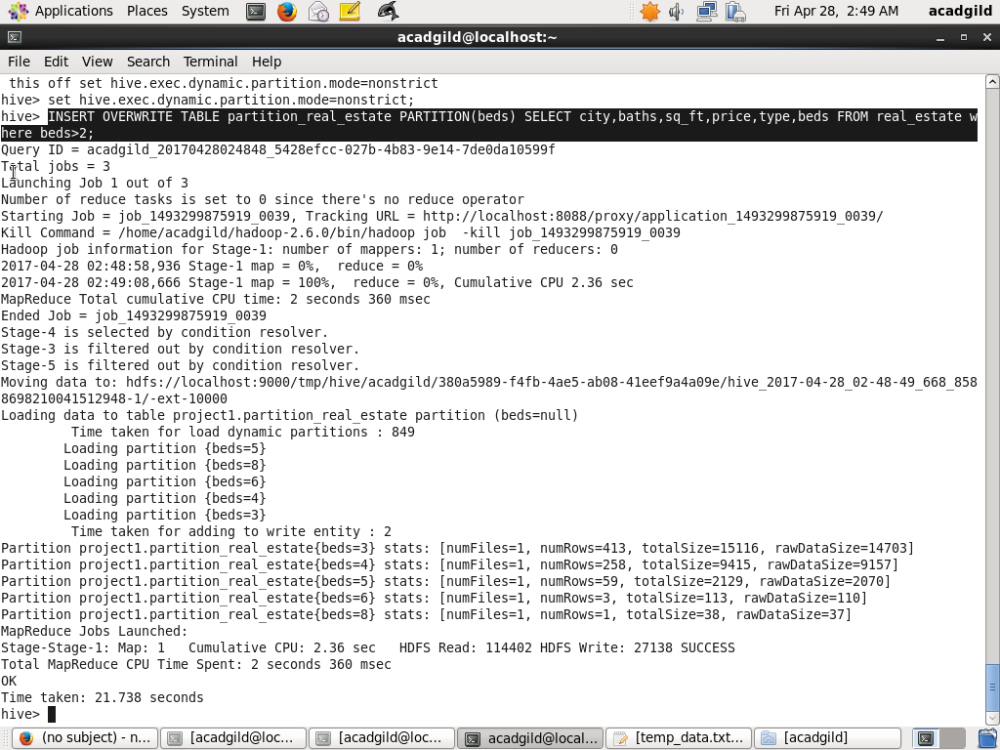 Applications Places System Fri Apr 28, 2:49 AM acadgild
acadgild@localhost:~
File Edit View Search Terminal Help
this off set hive.exec.dynamic.partition.mode=nonstrict
hive> set hive.exec.dynamic.partition.mode=nonstrict;
hive> INSERT OVERWRITE TABLE partition_real_estate PARTITION(beds) SELECT city,baths,sq_ft,price,type,beds FROM real_estate w
here beds>2;
Query ID = acadgild_20170428024848_5428efcc-027b-4b83-9e14-7de0da10599f
Total jobs = 3
Launching Job 1 out of 3
Number of reduce tasks is set to 0 since there's no reduce operator
Starting Job = job_1493299875919_0039, Tracking URL = http://localhost:8088/proxy/application_1493299875919_0039/
Kill Command = /home/acadgild/hadoop-2.6.0/bin/hadoop job  -kill job_1493299875919_0039
Hadoop job information for Stage-1: number of mappers: 1; number of reducers: 0
2017-04-28 02:48:58,936 Stage-1 map = 0%,  reduce = 0%
2017-04-28 02:49:08,666 Stage-1 map = 100%,  reduce = 0%, Cumulative CPU 2.36 sec
MapReduce Total cumulative CPU time: 2 seconds 360 msec
Ended Job = job_1493299875919_0039
Stage-4 is selected by condition resolver.
Stage-3 is filtered out by condition resolver.
Stage-5 is filtered out by condition resolver.
Moving data to: hdfs://localhost:9000/tmp/hive/acadgild/380a5989-f4fb-4ae5-ab08-41eef9a4a09e/hive_2017-04-28_02-48-49_668_858
8698210041512948-1/-ext-10000
Loading data to table project1.partition_real_estate partition (beds=null)
Time taken for load dynamic partitions : 849
Loading partition {beds=5}
Loading partition {beds=8}
Loading partition {beds=6}
Loading partition {beds=4}
Loading partition {beds=3}
Time taken for adding to write entity : 2
Partition project1.partition_real_estate{beds=3} stats: [numFiles=1, numRows=413, totalSize=15116, rawDataSize=14703]
Partition project1.partition_real_estate{beds=4} stats: [numFiles=1, numRows=258, totalSize=9415, rawDataSize=9157]
Partition project1.partition_real_estate{beds=5} stats: [numFiles=1, numRows=59, totalSize=2129, rawDataSize=2070]
Partition project1.partition_real_estate{beds=6} stats: [numFiles=1, numRows=3, totalSize=113, rawDataSize=110]
Partition project1.partition_real_estate{beds=8} stats: [numFiles=1, numRows=1, totalSize=38, rawDataSize=37]
MapReduce Jobs Launched:
Stage-Stage-1: Map: 1   Cumulative CPU: 2.36 sec   HDFS Read: 114402 HDFS Write: 27138 SUCCESS
Total MapReduce CPU Time Spent: 2 seconds 360 msec
OK
Time taken: 21.738 seconds
hive>
(no subject) - n... [acadgild@loc... [acadgild@loc... acadgild@local... [temp_data.txt... [acadgild]